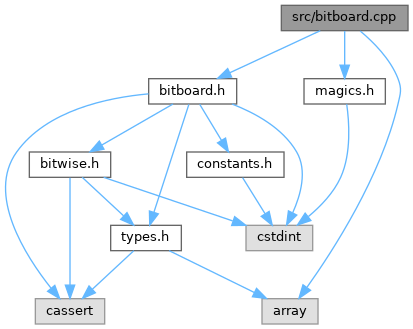 src/bitboard.cpp
bitboard.h
magics.h
bitwise.h
constants.h
types.h
cstdint
cassert
array